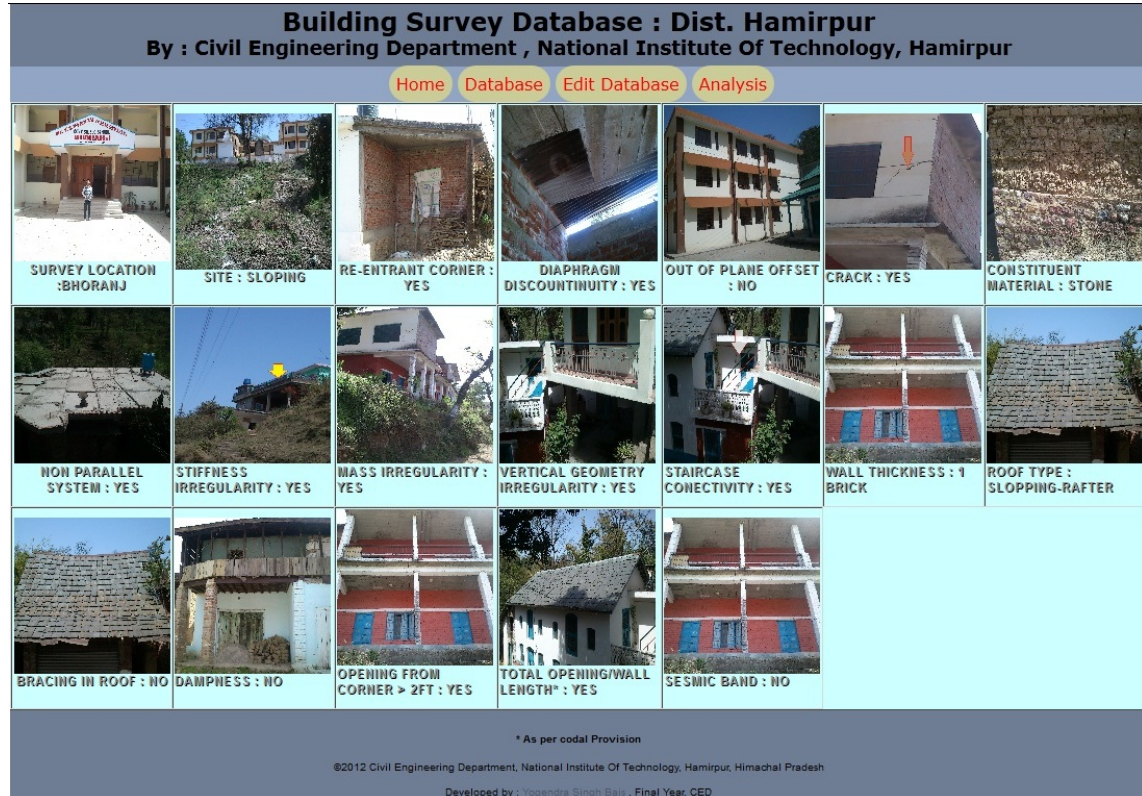 Building Survey Database : Dist. Hamirpur
By : Civil Engineering Department , National Institute Of Technology, Hamirpur
Home Database Edit Database Analysis
SURVEY LOCATION
:BHORANJ
SITE : SLOPING
RE-ENTRANT CORNER :
YES
DIAPHRAGM
DISCOUNTINUITY : YES
OUT OF PLANE OFFSET
: NO
CRACK : YES
CONSTITUENT
MATERIAL : STONE
NON PARALLEL
SYSTEM : YES
STIFFNESS
IRREGULARITY : YES
MASS IRREGULARITY :
YES
VERTICAL GEOMETRY
IRREGULARITY : YES
STAIRCASE
CONECTIVITY : YES
WALL THICKNESS : 1
BRICK
ROOF TYPE :
SLOPPING-RAFTER
BRACING IN ROOF : NO
DAMPNESS : NO
OPENING FROM
CORNER > 2FT : YES
TOTAL OPENING/WALL
LENGTH* : YES
SESMIC BAND : NO
* As per codal Provision
©2012 Civil Engineering Department, National Institute Of Technology, Hamirpur, Himachal Pradesh
Developed by : Yogendra Singh Bais , Final Year, CED